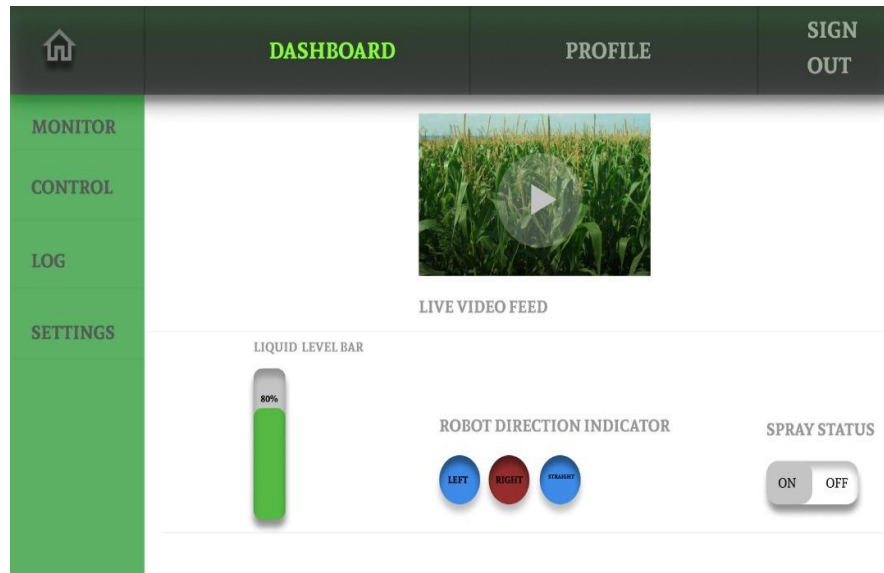 DASHBOARD
PROFILE
SIGN
OUT
MONITOR
CONTROL
LOG
SETTINGS
LIVE VIDEO FEED
LIQUID LEVEL BAR
80%
ROBOT DIRECTION INDICATOR
LEFT
RIGHT
STRAIGHT
SPRAY STATUS
ON
OFF